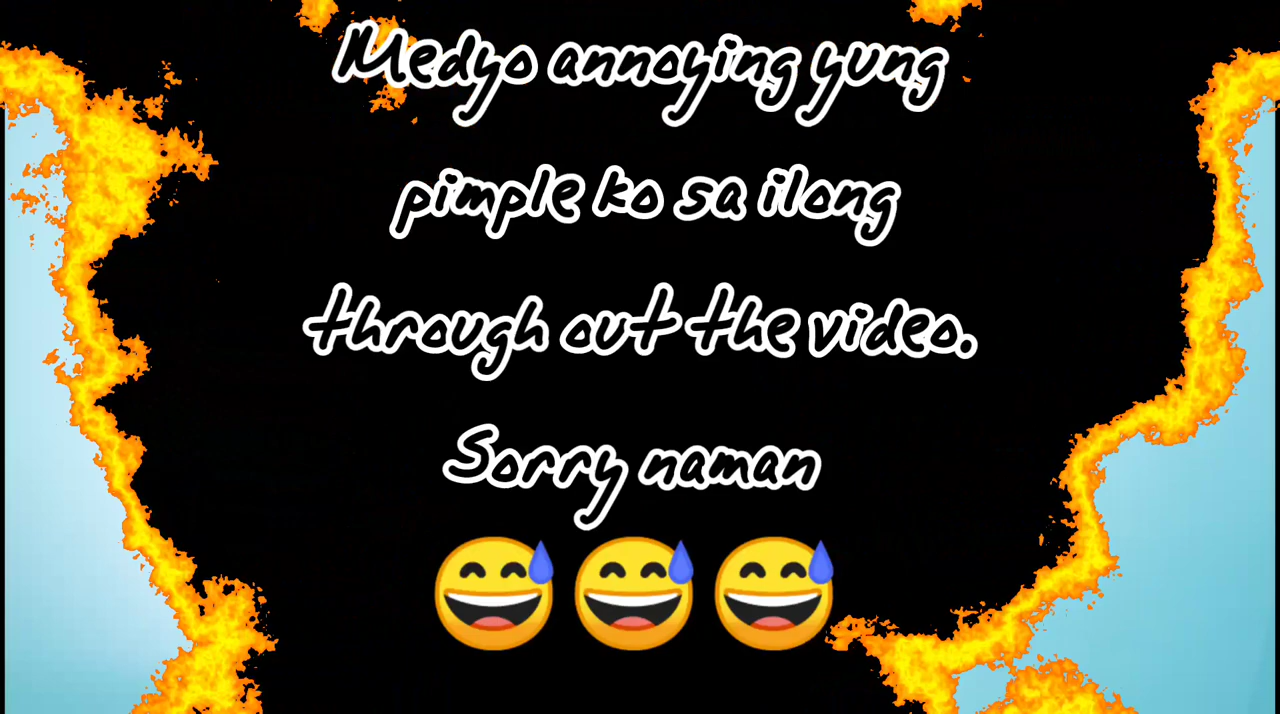 Medyo annoying yung
pimple ko sa ilong
through out the video.
Sorry naman
😅😅😅